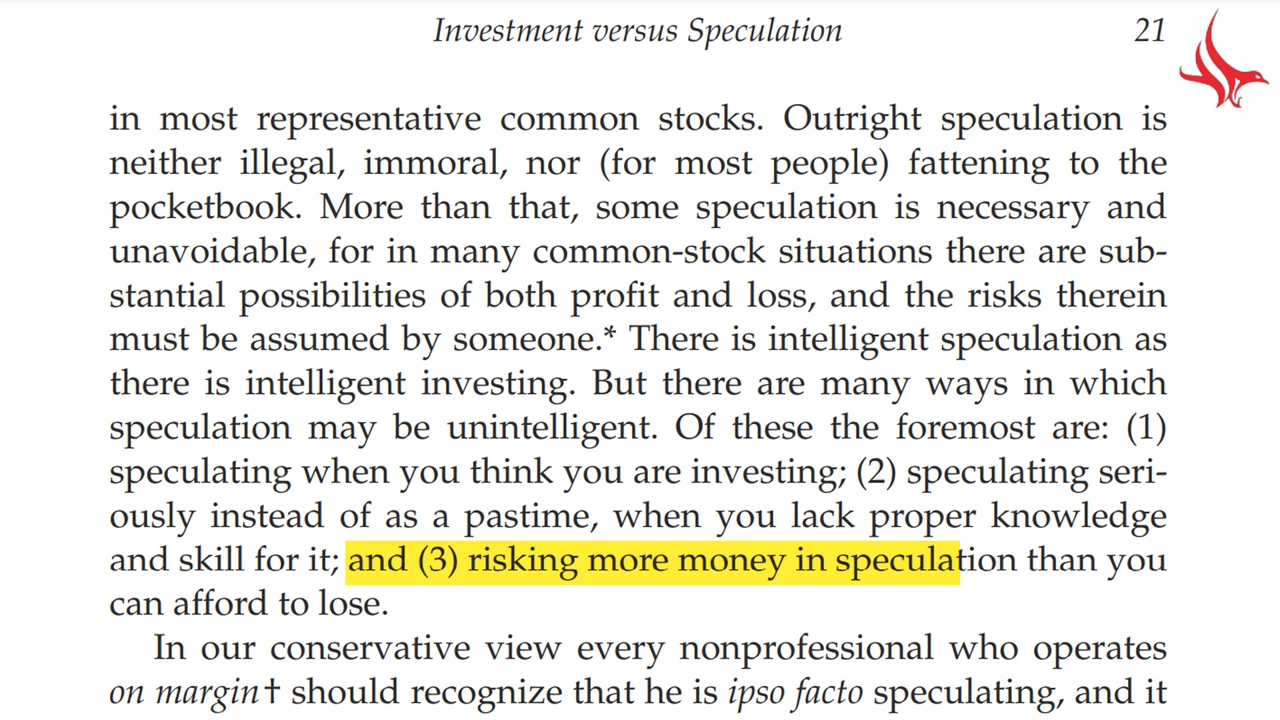 Investment versus Speculation 21
in most representative common stocks. Outright speculation is
neither illegal, immoral, nor (for most people) fattening to the
pocketbook. More than that, some speculation is necessary and
unavoidable, for in many common-stock situations there are sub-
stantial possibilities of both profit and loss, and the risks therein
must be assumed by someone.* There is intelligent speculation as
there is intelligent investing. But there are many ways in which
speculation may be unintelligent. Of these the foremost are: (1)
speculating when you think you are investing; (2) speculating seri-
ously instead of as a pastime, when you lack proper knowledge
and skill for it; and (3) risking more money in speculation than you
can afford to lose.
In our conservative view every nonprofessional who operates
on margin† should recognize that he is ipso facto speculating, and it